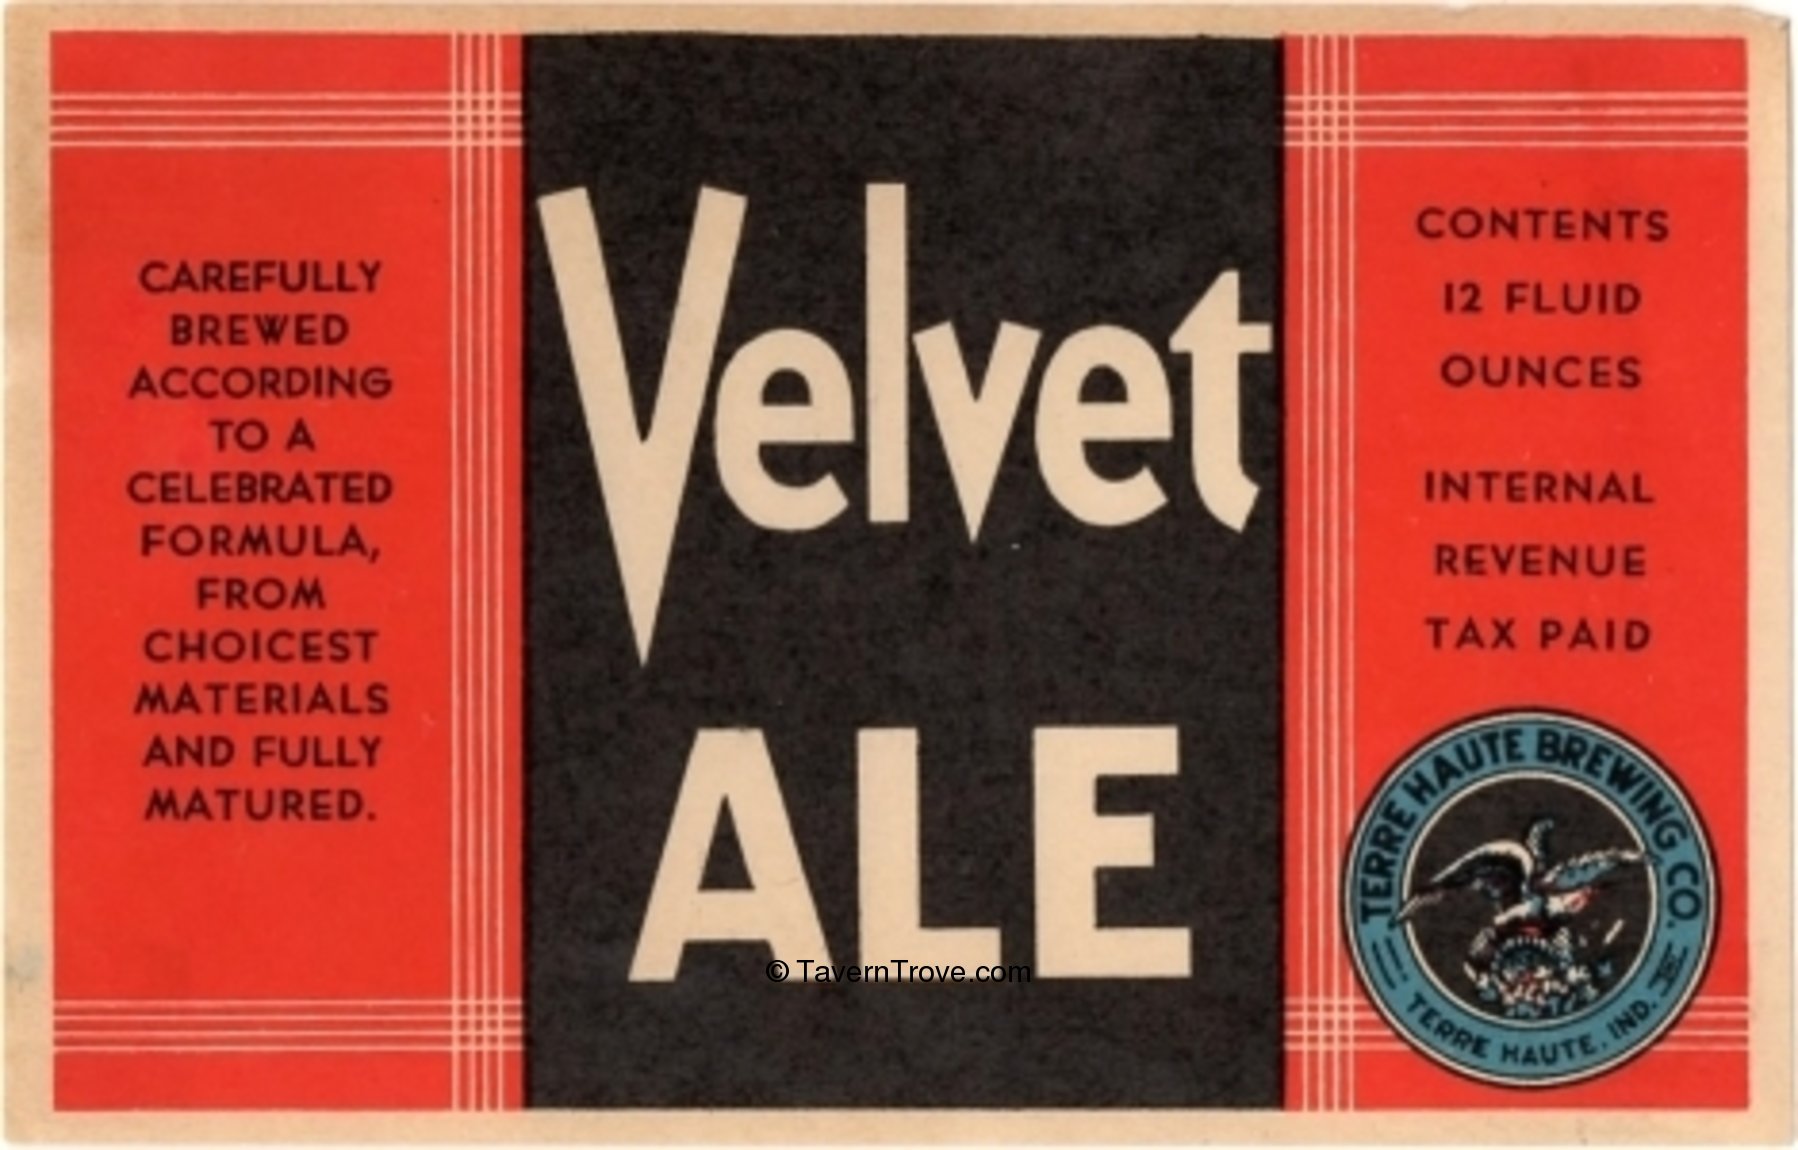 CAREFULLY
BREWED
ACCORDING
TO A
CELEBRATED
FORMULA,
FROM
CHOICEST
MATERIALS
AND FULLY
MATURED.
Velvet
ALE
CONTENTS
12 FLUID
OUNCES
INTERNAL
REVENUE
TAX PAID
TERRE HAUTE BREWING CO.
TERRE HAUTE, IND.
© TavernTrove.com